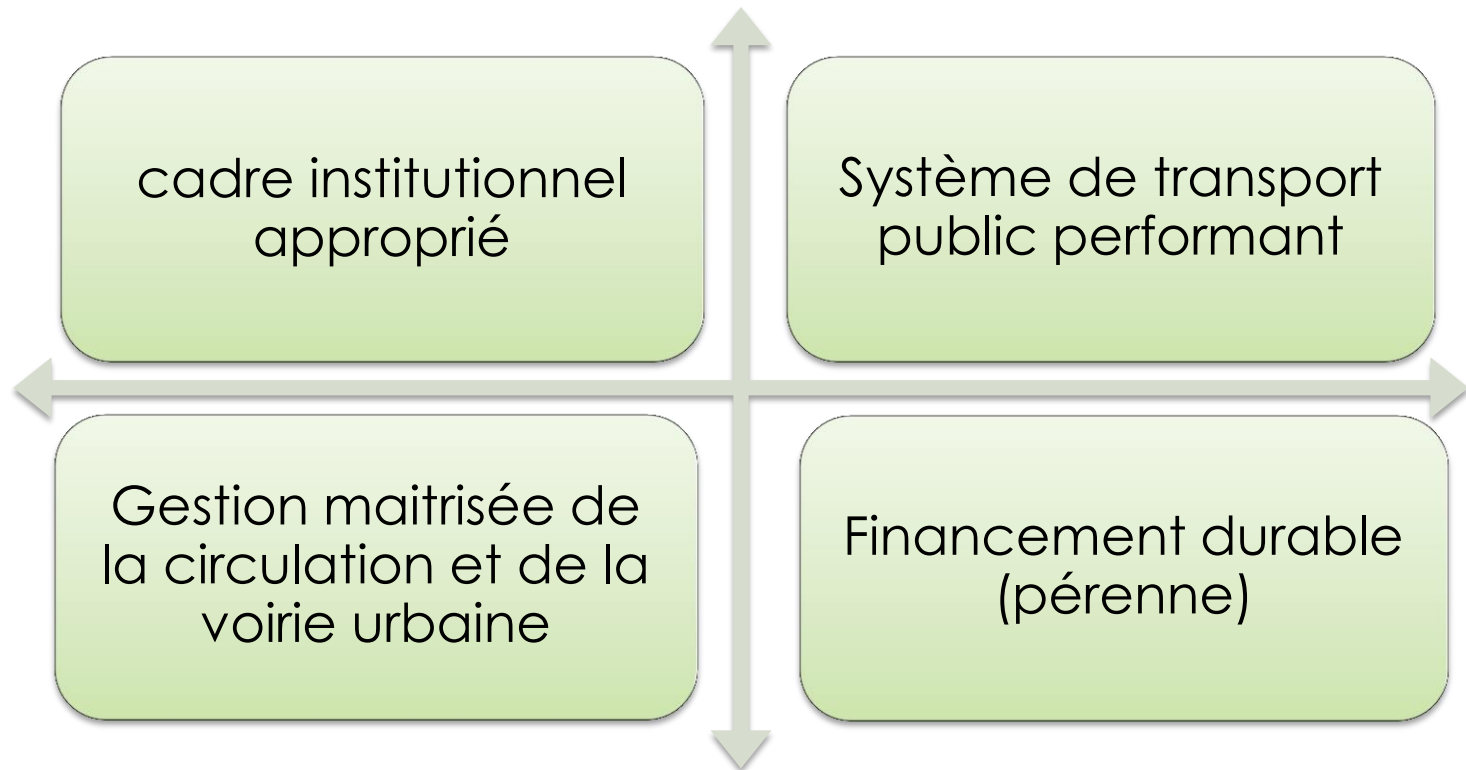 cadre institutionnel
approprié
Système de transport
public performant
Gestion maitrisée de
la circulation et de la
voirie urbaine
Financement durable
(pérenne)